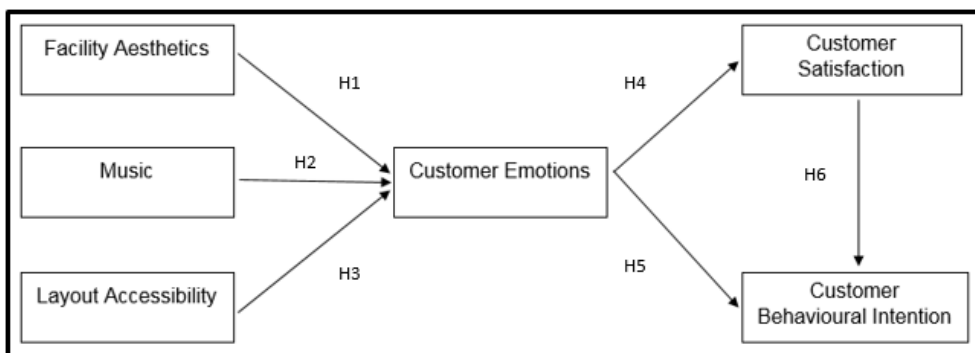 Facility Aesthetics
Customer
Satisfaction
H1
H4
Music
H2
Customer Emotions
H6
Layout Accessibility
H3
H5
Customer
Behavioural Intention